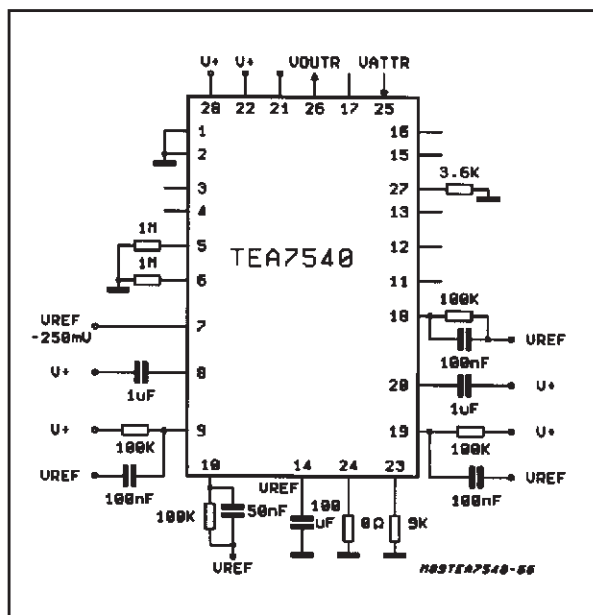 V+ V+ VOUTR VATTR
28 22 21 26 17 25
1 16
2 15
3 27 3.6K
4 13
1M 5 12
TEA7540
1M 6 11
18 100K
VREF 7
-250mV
100nF VREF
V+ 8 20 V+
1uF 1uF
V+ 9 19 V+
100K 100K
VREF VREF
100nF 100nF
10 14 24 23
VREF
100K 50nF 100 uF 0Ω 9K
VREF